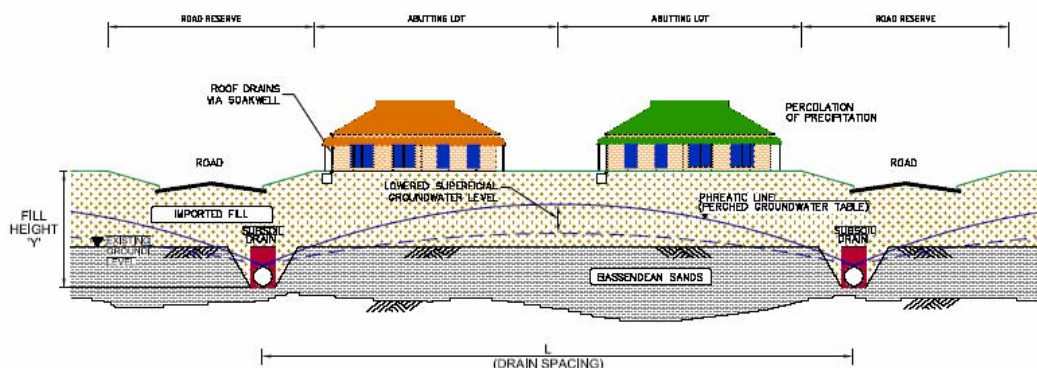 ROAD RESERVE
ABUTTING LOT
ABUTTING LOT
ROAD RESERVE
ROOF DRAINS
VIA SOAKWELL
PERCOLATION
OF PRECIPITATION
ROAD
ROAD
LOWERED SUPERFICIAL
GROUNDWATER LEVEL
PHREATIC LINE
(PERCHED GROUNDWATER TABLE)
FILL
HEIGHT
'Y'
IMPORTED FILL
EXISTING
GROUND
LEVEL
SUBSOIL
DRAIN
SUBSOIL
DRAIN
BASSENDEAN SANDS
L
(DRAIN SPACING)